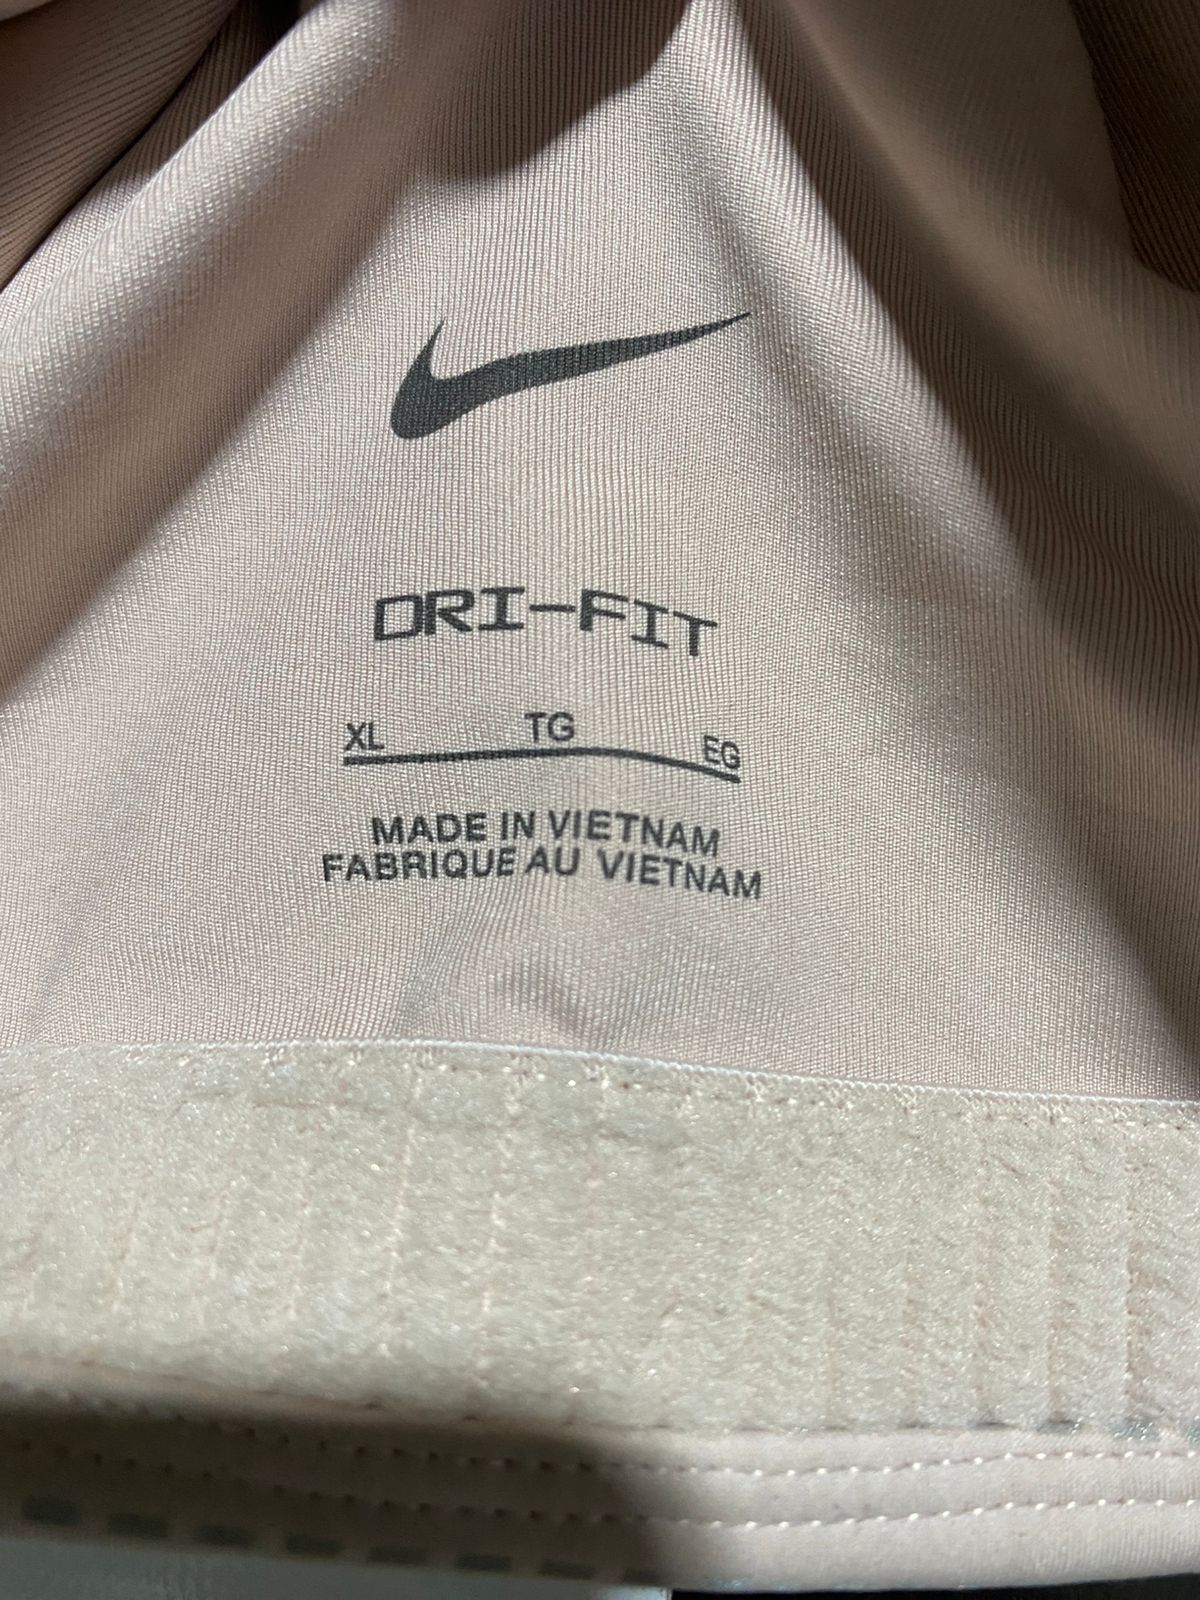 DRI-FIT
XL TG EG
MADE IN VIETNAM
FABRIQUE AU VIETNAM